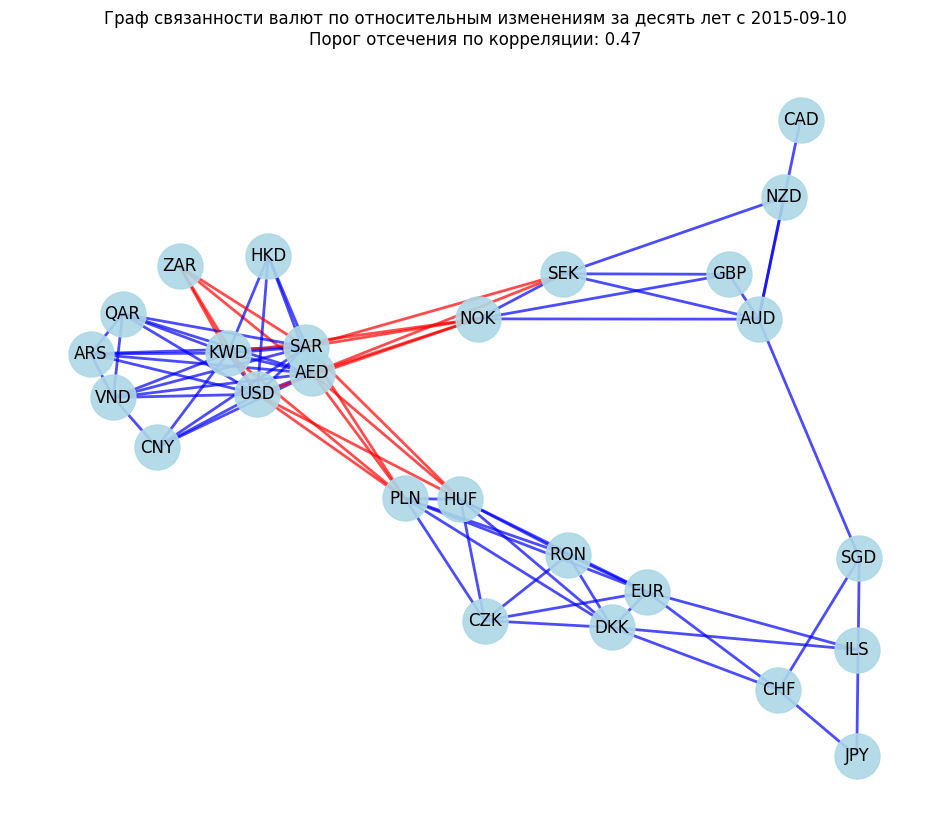 Граф связанности валют по относительным изменениям за десять лет с 2015-09-10
Порог отсечения по корреляции: 0.47
CAD
NZD
HKD
ZAR
SEK
GBP
QAR
NOK
AUD
ARS
KWD
SAR
AED
VND
USD
CNY
PLN
HUF
RON
SGD
EUR
CZK
DKK
ILS
CHF
JPY